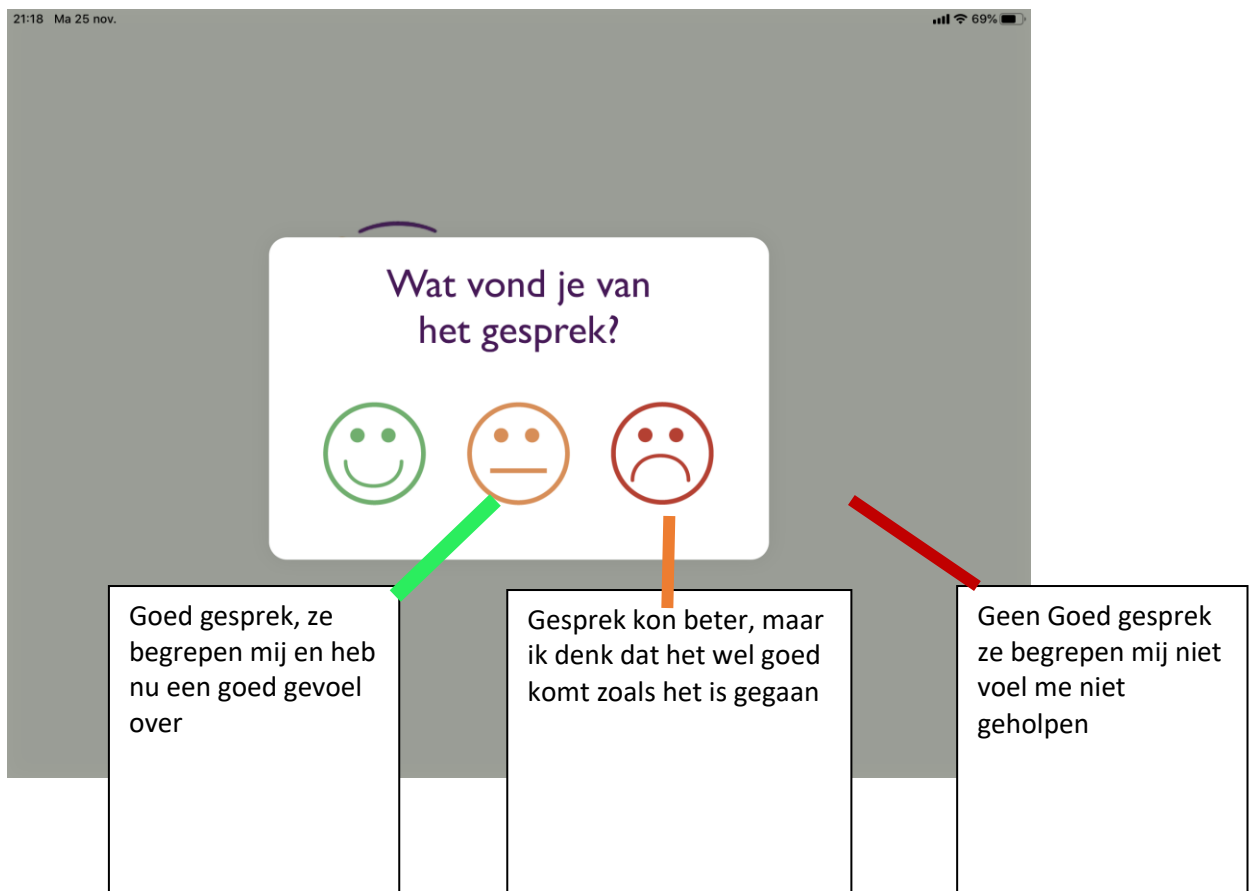 21:18 Ma 25 nov.
69%
Wat vond je van
het gesprek?
Goed gesprek, ze
begrepen mij en heb
nu een goed gevoel
over
Gesprek kon beter, maar
ik denk dat het wel goed
komt zoals het is gegaan
Geen Goed gesprek
ze begrepen mij niet
voel me niet
geholpen